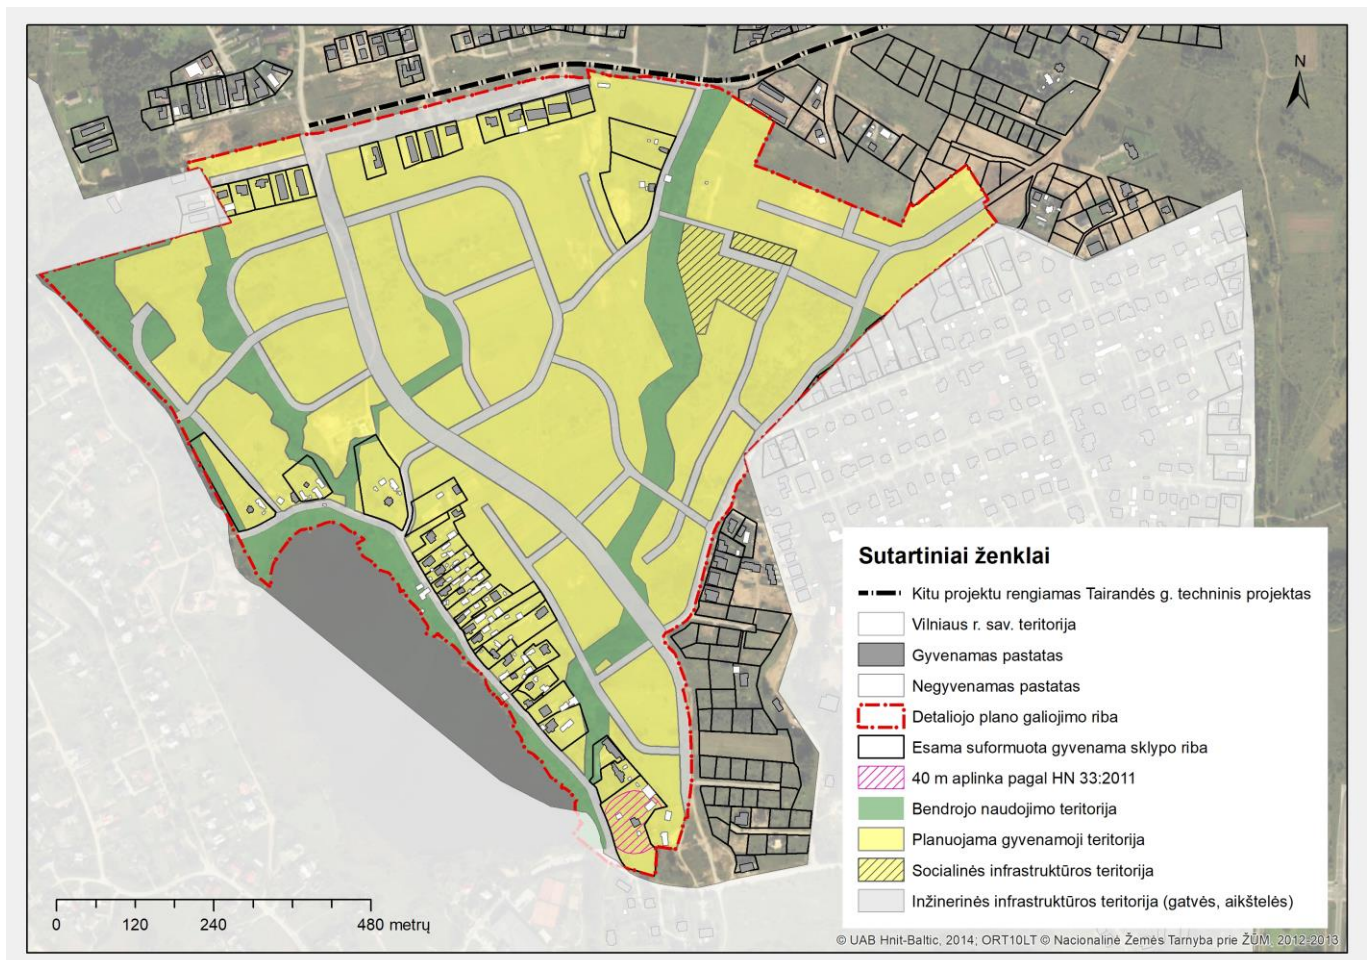 N
Sutartiniai ženklai
Kitu projektu rengiamas Tairandės g. techninis projektas
Vilniaus r. sav. teritorija
Gyvenamas pastatas
Negyvenamas pastatas
Detaliojo plano galiojimo riba
Esama suformuota gyvenama sklypo riba
40 m aplinka pagal HN 33:2011
Bendrojo naudojimo teritorija
Planuojama gyvenamoji teritorija
Socialinės infrastruktūros teritorija
Inžinerinės infrastruktūros teritorija (gatvės, aikštelės)
0 120 240 480 metrų
© UAB Hnit-Baltic, 2014; ORT10LT © Nacionalinė Žemės Tarnyba prie ŽŪM, 2012-2013